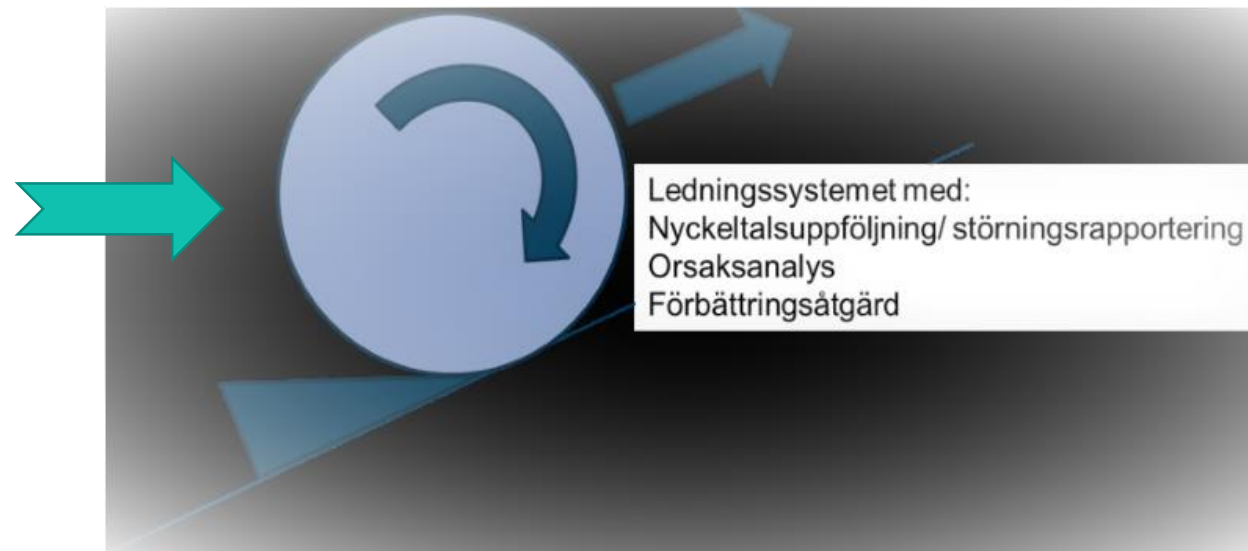 Ledningssystemet med:
Nyckeltalsuppföljning/ störningsrapportering
Orsaksanalys
Förbättringsåtgärd